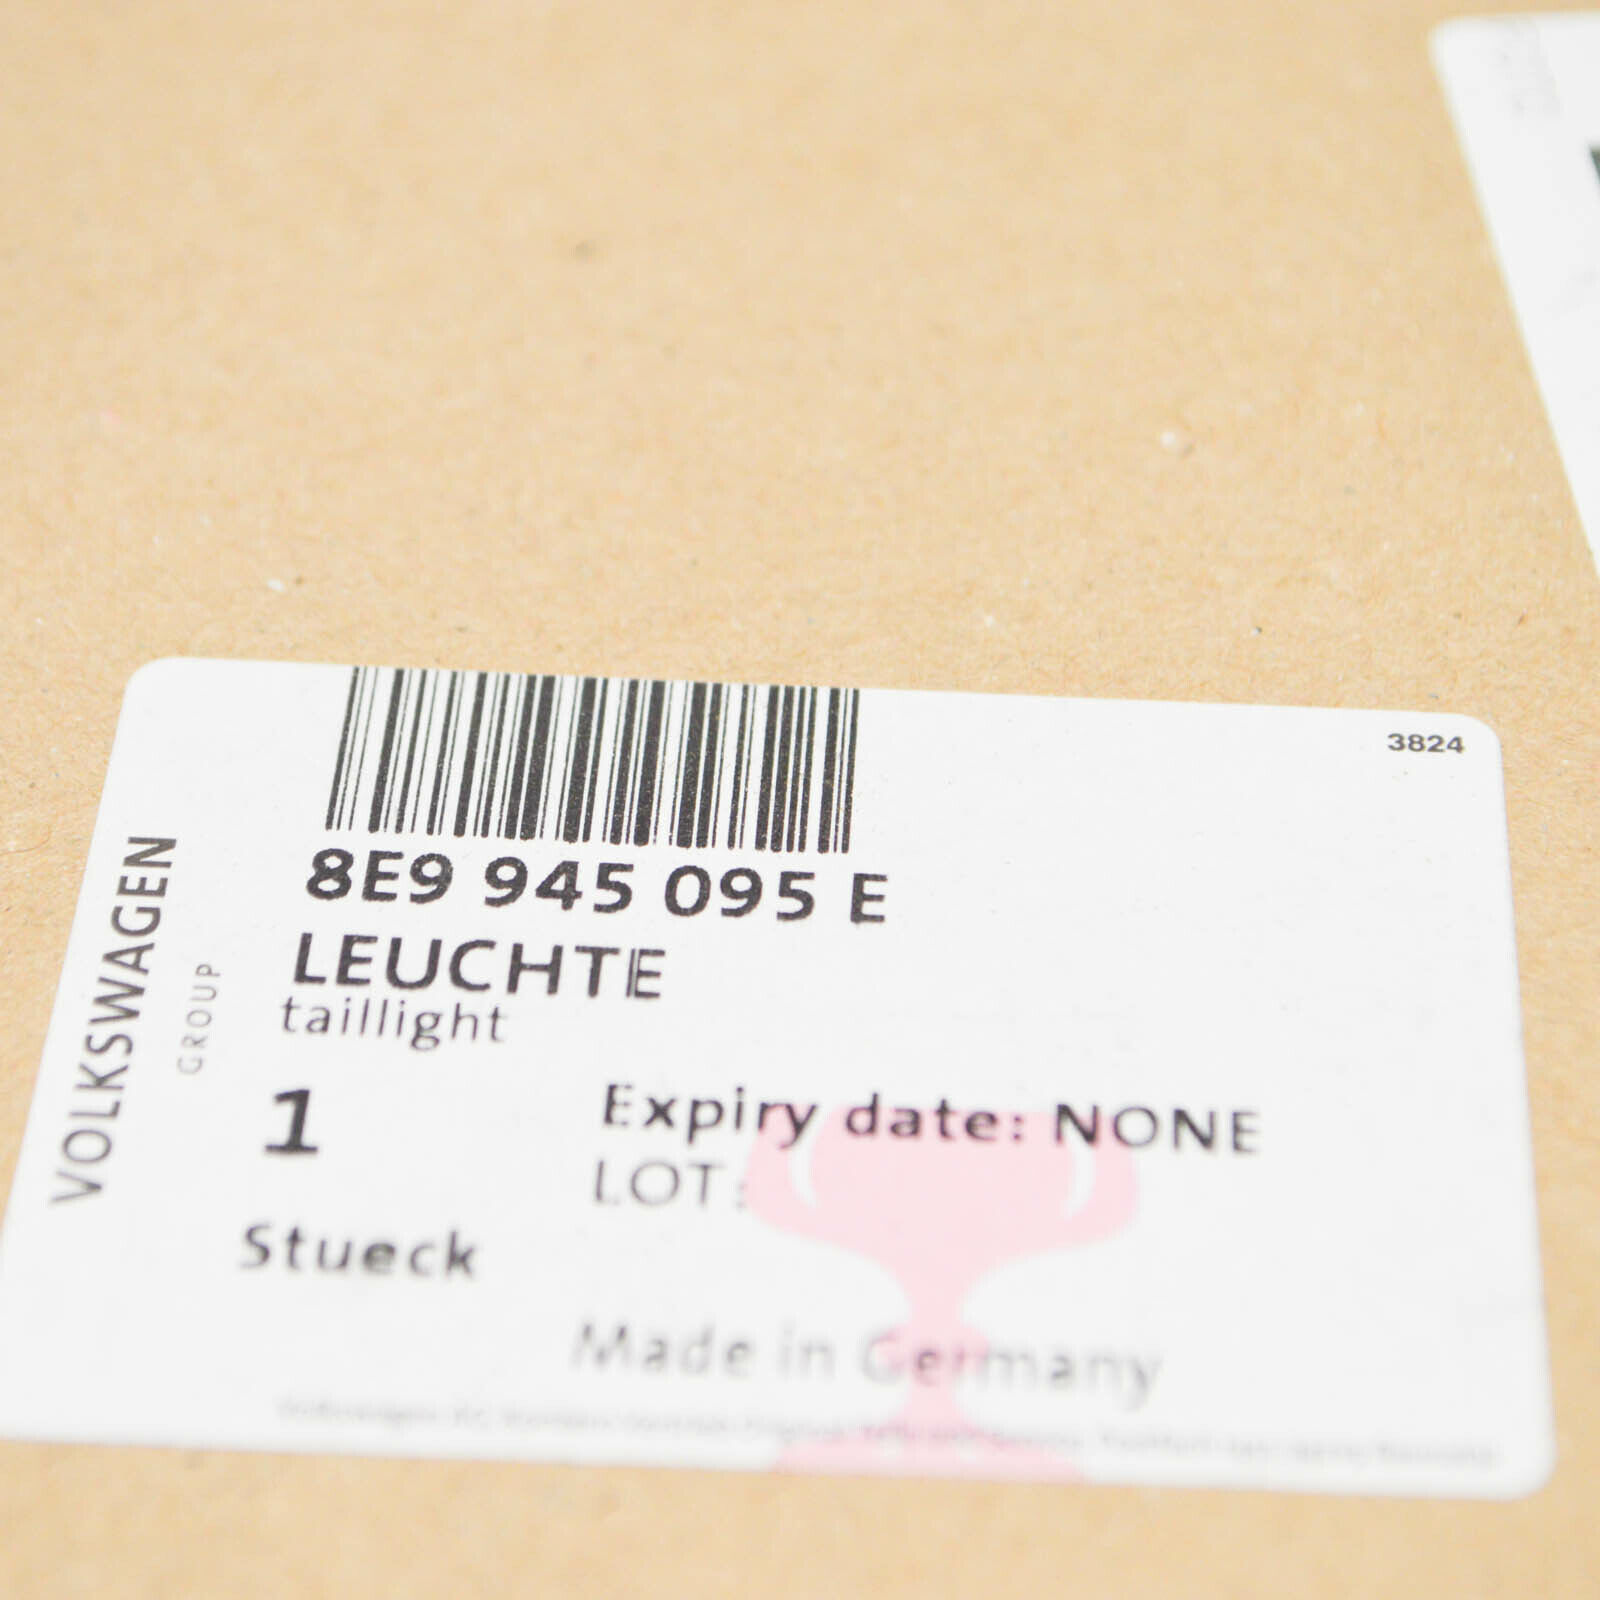 3824
8E9 945 095 E
LEUCHTE
taillight
VOLKSWAGEN
GROUP
1
Stueck
Expiry date: NONE
LOT:
Made in Germany